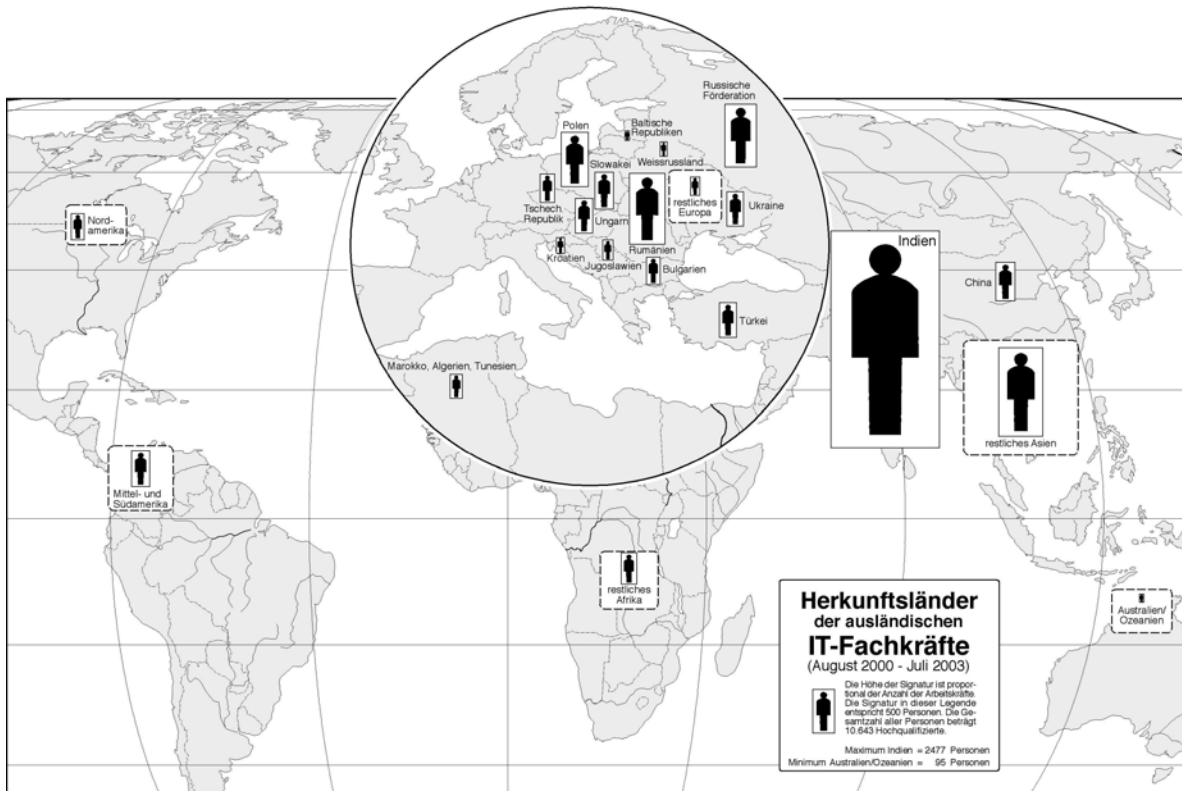 Russische
Förderation
Baltische
Republiken
Polen
Weissrussland
Slowakei
restliches
Europa
Tschech.
Republik
Ungarn
Ukraine
Nord-
amerika
Rumänien
Kroatien
Jugoslawien
Bulgarien
Indien
China
Türkei
Marokko, Algerien, Tunesien
restliches Asien
Mittel- und
Südamerika
restliches
Afrika
Australien/
Ozeanien
Herkunftsländer
der ausländischen
IT-Fachkräfte
(August 2000 - Juli 2003)
Die Höhe der Signatur ist propor-
tional der Anzahl der Arbeitskräfte.
Die Signatur in dieser Legende
entspricht 500 Personen. Die Ge-
samtzahl aller Personen beträgt
10.643 Hochqualifizierte.
Maximum Indien = 2477 Personen
Minimum Australien/Ozeanien = 95 Personen